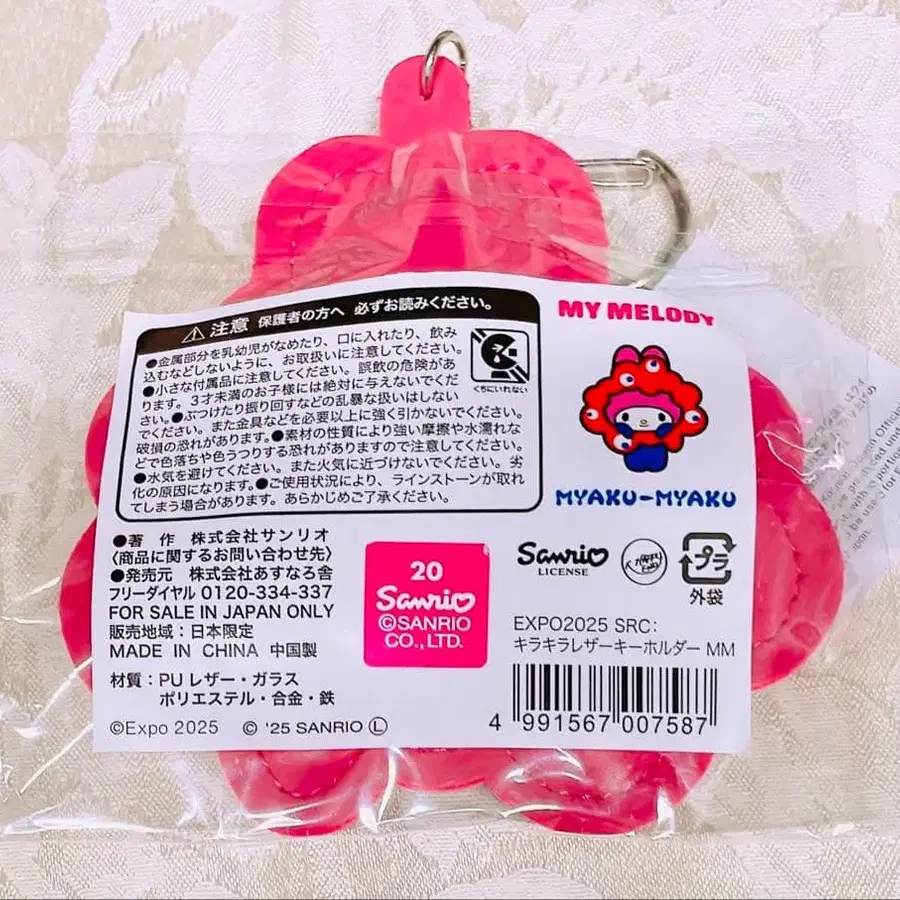 ⚠注意 保護者の方へ 必ずお読みください。
●金属部分を乳幼児がなめたり、口に入れたり、飲み
込むなどしないように、お取扱いに注意してください。
●小さな付属品に注意してください。誤飲の危険があ
ります。3才未満のお子様には絶対に与えないでくだ
さい。●ぶつけたり振り回すなどの乱暴な扱いはしない
でください。また金具などを必要以上に強く引かないでください。
破損の恐れがあります。●素材の性質により強い摩擦や水濡れな
どで色落ちや色うつりする恐れがありますので注意してください。
●水気を避けてください。また火気に近づけないでください。劣
化の原因になります。●ご使用状況により、ラインストーンが取れ
てしまう場合があります。あらかじめご了承ください。
くちにいれない
MY MELODY
MYAKU-MYAKU
●著作 株式会社サンリオ
〈商品に関するお問い合わせ先〉
●発売元 株式会社あすなろ舎
フリーダイヤル 0120-334-337
FOR SALE IN JAPAN ONLY
販売地域：日本限定
MADE IN CHINA 中国製
材質：PU レザー・ガラス
ポリエステル・合金・鉄
©Expo 2025 © '25 SANRIO Ⓛ
20
Sanrio
©SANRIO
CO., LTD.
Sanrio
LICENSE
プラ
外袋
EXPO2025 SRC:
キラキラレザーキーホルダー MM
4 991567 007587